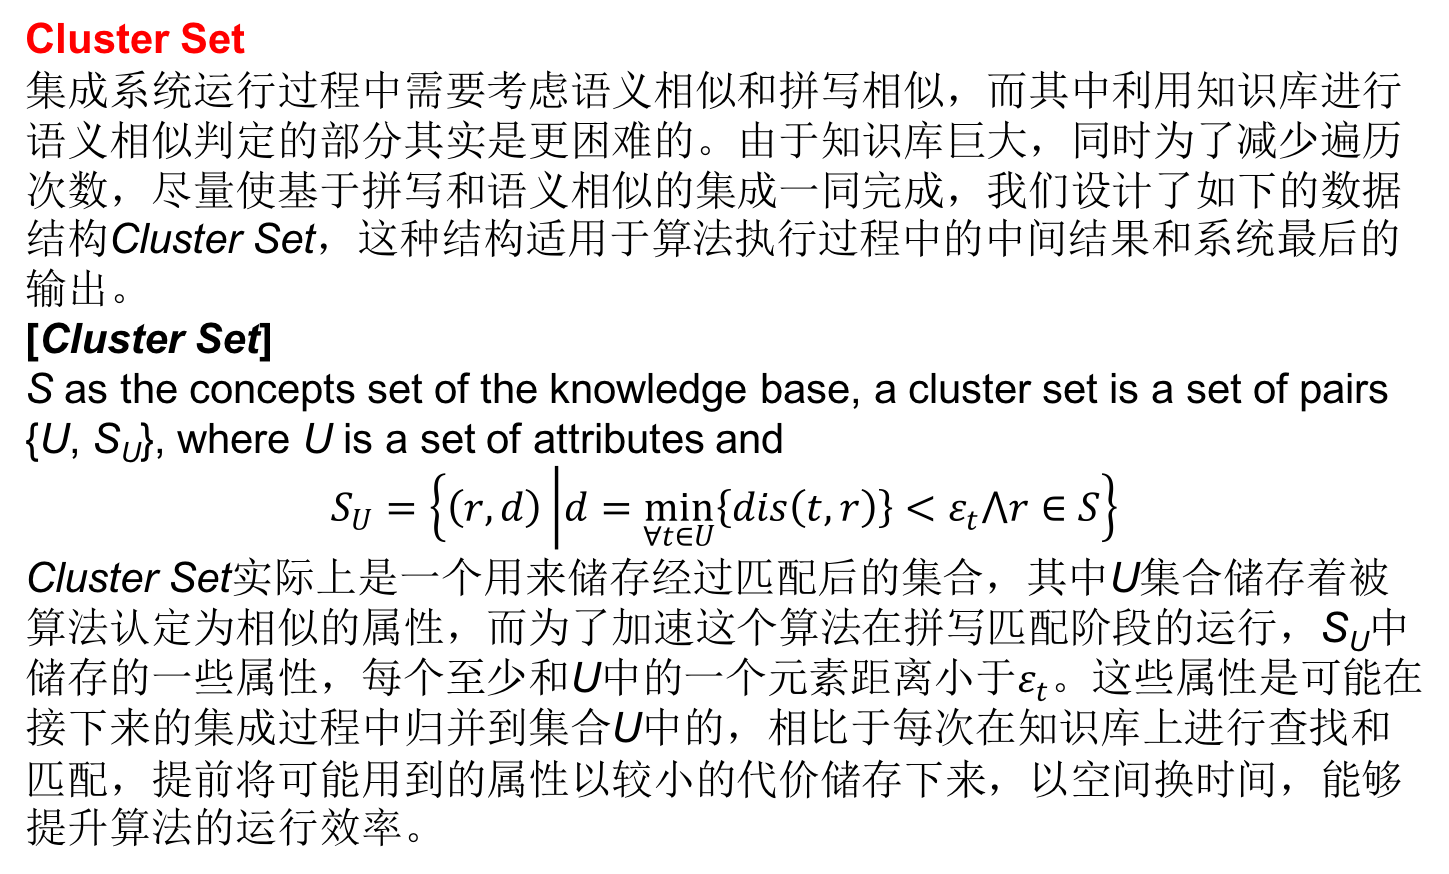 Cluster Set
集成系统运行过程中需要考虑语义相似和拼写相似，而其中利用知识库进行
语义相似判定的部分其实是更困难的。由于知识库巨大，同时为了减少遍历
次数，尽量使基于拼写和语义相似的集成一同完成，我们设计了如下的数据
结构Cluster Set，这种结构适用于算法执行过程中的中间结果和系统最后的
输出。
[Cluster Set]
S as the concepts set of the knowledge base, a cluster set is a set of pairs
{U, S_U}, where U is a set of attributes and
S_U = {(r, d) | d = min_{∀t∈U}{dis(t, r)} < ε_t ⋀ r ∈ S}
Cluster Set实际上是一个用来储存经过匹配后的集合，其中U集合储存着被
算法认定为相似的属性，而为了加速这个算法在拼写匹配阶段的运行，S_U中
储存的一些属性，每个至少和U中的一个元素距离小于ε_t。这些属性是可能在
接下来的集成过程中归并到集合U中的，相比于每次在知识库上进行查找和
匹配，提前将可能用到的属性以较小的代价储存下来，以空间换时间，能够
提升算法的运行效率。